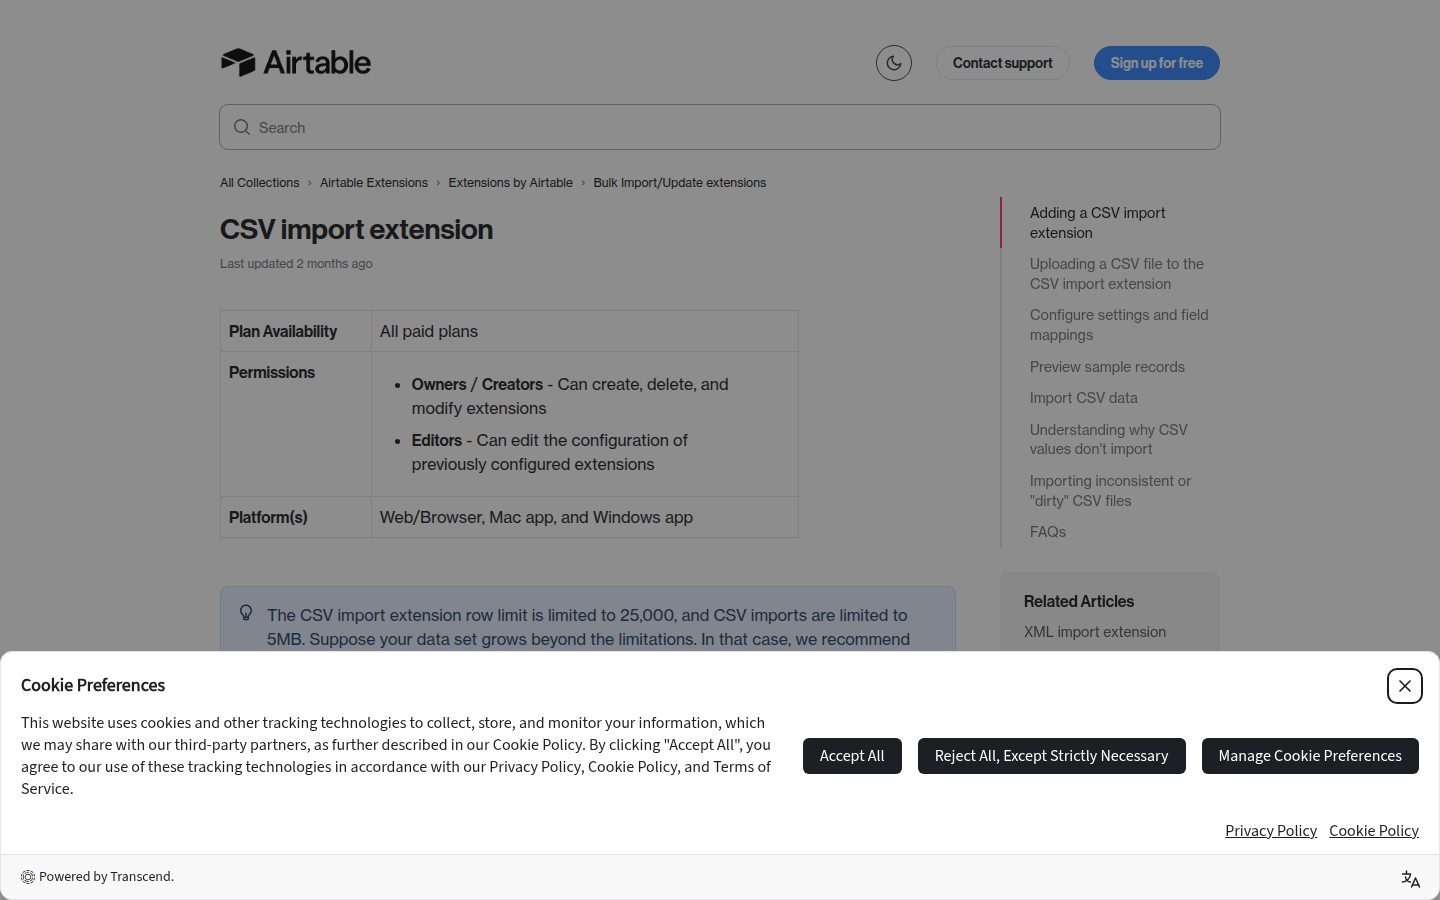 Airtable
Contact support
Sign up for free
Search
All Collections › Airtable Extensions › Extensions by Airtable › Bulk Import/Update extensions
CSV import extension
Last updated 2 months ago
Plan Availability
All paid plans
Permissions
• Owners / Creators - Can create, delete, and
modify extensions
• Editors - Can edit the configuration of
previously configured extensions
Platform(s)
Web/Browser, Mac app, and Windows app
The CSV import extension row limit is limited to 25,000, and CSV imports are limited to
5MB. Suppose your data set grows beyond the limitations. In that case, we recommend
Adding a CSV import
extension
Uploading a CSV file to the
CSV import extension
Configure settings and field
mappings
Preview sample records
Import CSV data
Understanding why CSV
values don't import
Importing inconsistent or
"dirty" CSV files
FAQs
Related Articles
XML import extension
Cookie Preferences
This website uses cookies and other tracking technologies to collect, store, and monitor your information, which
we may share with our third-party partners, as further described in our Cookie Policy. By clicking "Accept All", you
agree to our use of these tracking technologies in accordance with our Privacy Policy, Cookie Policy, and Terms of
Service.
Accept All
Reject All, Except Strictly Necessary
Manage Cookie Preferences
Privacy Policy
Cookie Policy
Powered by Transcend.